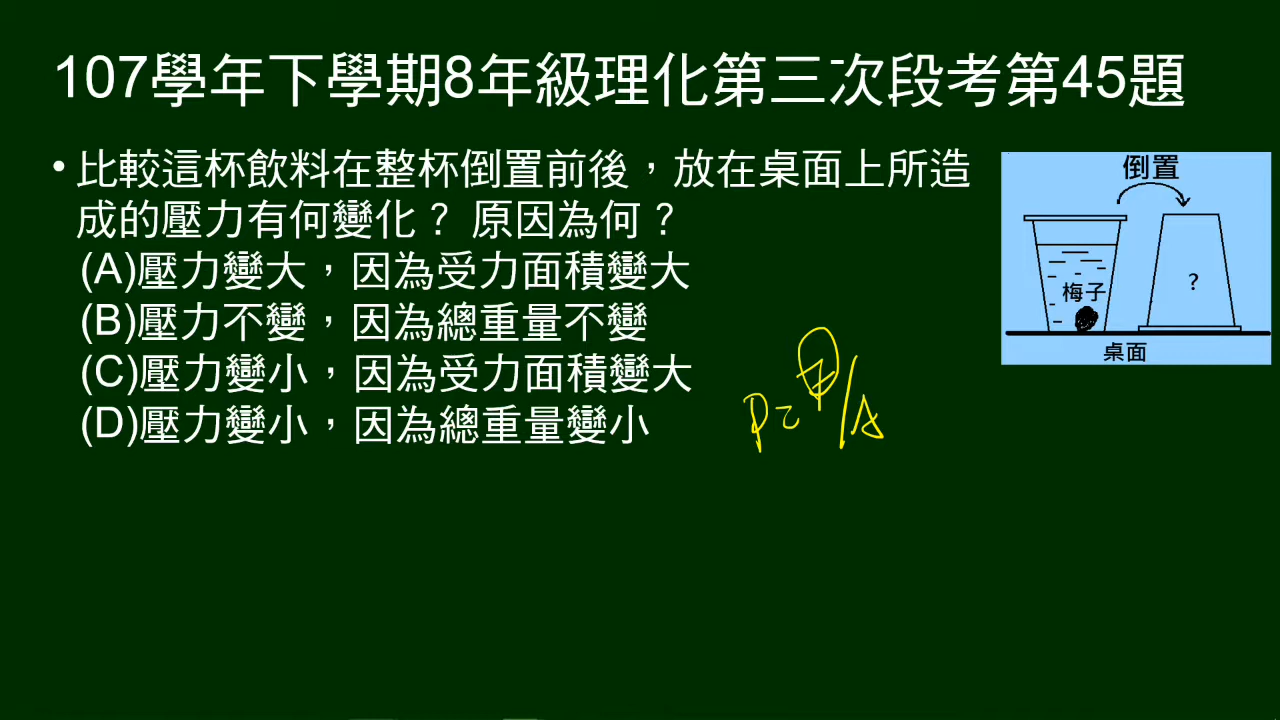 107學年下學期8年級理化第三次段考第45題
• 比較這杯飲料在整杯倒置前後，放在桌面上所造
成的壓力有何變化？ 原因為何？
(A)壓力變大，因為受力面積變大
(B)壓力不變，因為總重量不變
(C)壓力變小，因為受力面積變大
(D)壓力變小，因為總重量變小
倒置
梅子
?
桌面
P=F/A